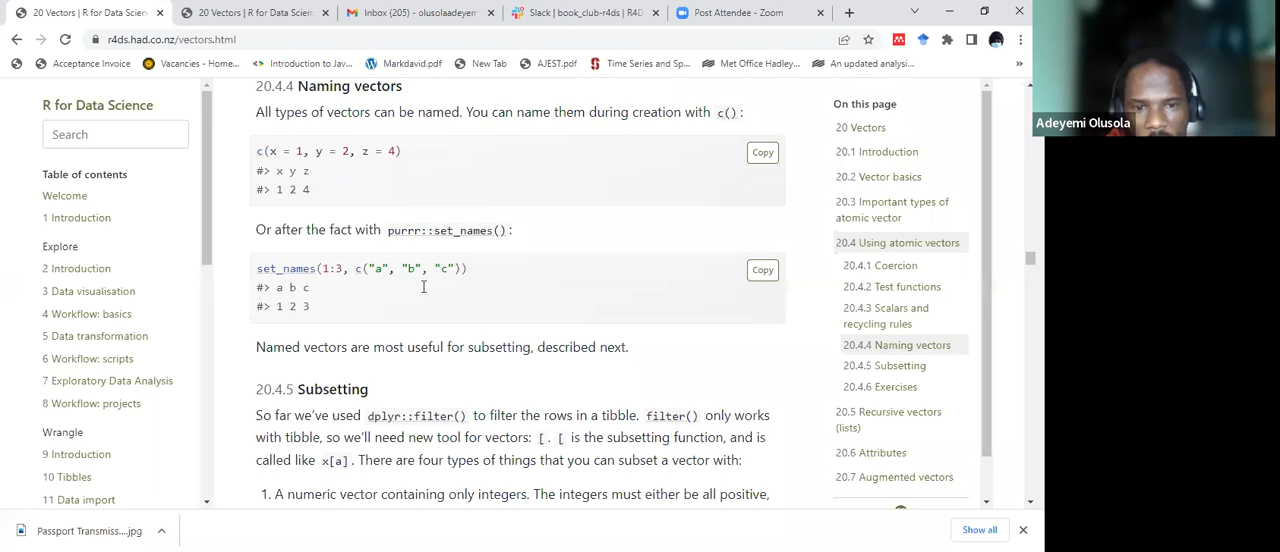 20 Vectors | R for Data Science
20 Vectors | R for Data Scien
Inbox (205) - olusolaadeyem
Slack | book_club-r4ds | R4D
Post Attendee - Zoom
r4ds.had.co.nz/vectors.html
Acceptance Invoice
Vacancies - Home...
Introduction to Jav...
Markdavid.pdf
New Tab
AJEST.pdf
Time Series and Sp...
Met Office Hadley...
An updated analysi...
R for Data Science
Search
Table of contents
Welcome
1 Introduction
Explore
2 Introduction
3 Data visualisation
4 Workflow: basics
5 Data transformation
6 Workflow: scripts
7 Exploratory Data Analysis
8 Workflow: projects
Wrangle
9 Introduction
10 Tibbles
11 Data import
20.4.4 Naming vectors
All types of vectors can be named. You can name them during creation with c():
c(x = 1, y = 2, z = 4)
#> x y z
#> 1 2 4
Copy
Or after the fact with purrr::set_names():
set_names(1:3, c("a", "b", "c"))
#> a b c
#> 1 2 3
Copy
Named vectors are most useful for subsetting, described next.
20.4.5 Subsetting
So far we've used dplyr::filter() to filter the rows in a tibble. filter() only works
with tibble, so we'll need new tool for vectors: [. [ is the subsetting function, and is
called like x[a]. There are four types of things that you can subset a vector with:
1. A numeric vector containing only integers. The integers must either be all positive,
On this page
20 Vectors
20.1 Introduction
20.2 Vector basics
20.3 Important types of
atomic vector
20.4 Using atomic vectors
20.4.1 Coercion
20.4.2 Test functions
20.4.3 Scalars and
recycling rules
20.4.4 Naming vectors
20.4.5 Subsetting
20.4.6 Exercises
20.5 Recursive vectors
(lists)
20.6 Attributes
20.7 Augmented vectors
Adeyemi Olusola
Passport Transmiss....jpg
Show all